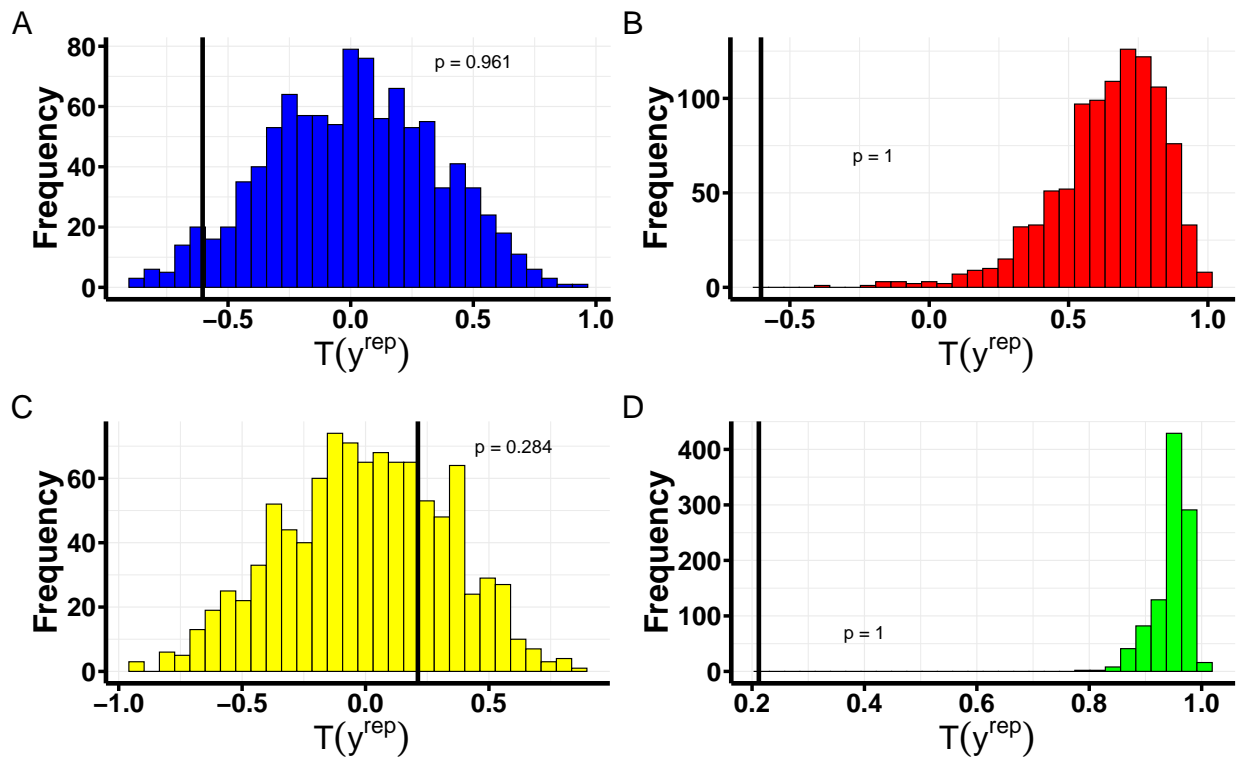 A
80
60
40
20
0
Frequency
p = 0.961
−0.5
0.0
0.5
1.0
T(y^rep)
B
100
50
0
Frequency
p = 1
−0.5
0.0
0.5
1.0
T(y^rep)
C
60
40
20
0
Frequency
p = 0.284
−1.0
−0.5
0.0
0.5
T(y^rep)
D
400
300
200
100
0
Frequency
p = 1
0.2
0.4
0.6
0.8
1.0
T(y^rep)